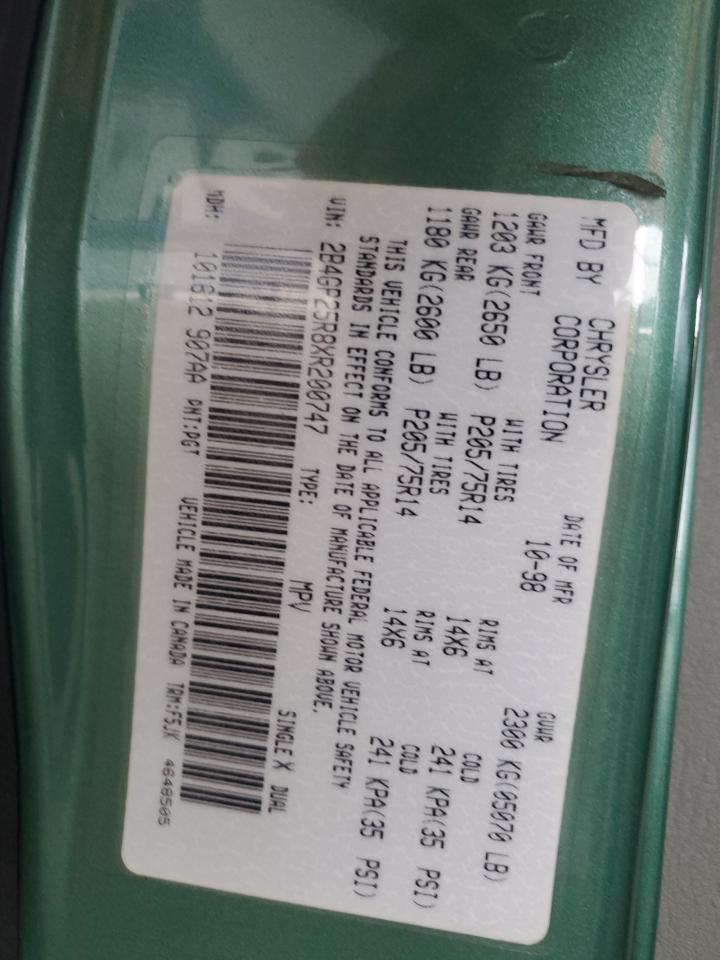 MFD BY CHRYSLER CORPORATION
DATE OF MFR 10-98
GVWR 2300 KG(05070 LB)
GAWR FRONT WITH TIRES RIMS AT COLD
1203 KG(2650 LB) P205/75R14 14X6 241 KPA(35 PSI)
GAWR REAR WITH TIRES RIMS AT COLD
1180 KG(2600 LB) P205/75R14 14X6 241 KPA(35 PSI)
THIS VEHICLE CONFORMS TO ALL APPLICABLE FEDERAL MOTOR VEHICLE SAFETY
STANDARDS IN EFFECT ON THE DATE OF MANUFACTURE SHOWN ABOVE.
VIN: 2B4GP25R8XR200747 TYPE: MPV SINGLE X DUAL
MDH: 101612 907AA PNT:PGT VEHICLE MADE IN CANADA TRM:F5JK 4648505